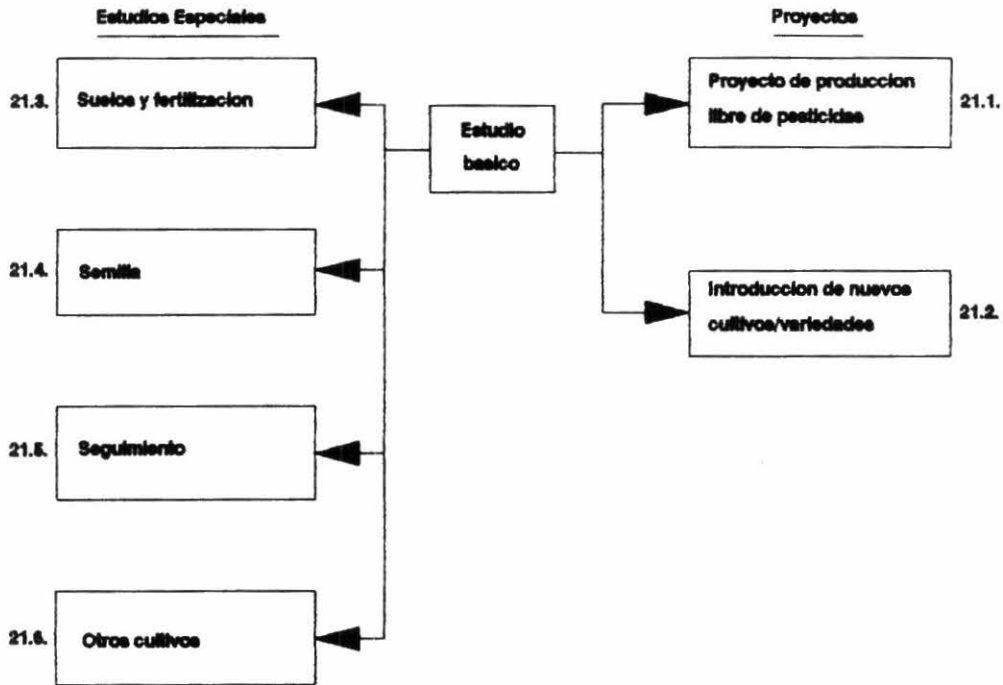 Estudios Especiales
21.3. Suelos y fertilizacion
21.4. Semilla
21.5. Seguimiento
21.6. Otros cultivos
Estudio
basico
Proyectos
Proyecto de produccion
libre de pesticidas
21.1.
Introduccion de nuevos
cultivos/variedades
21.2.